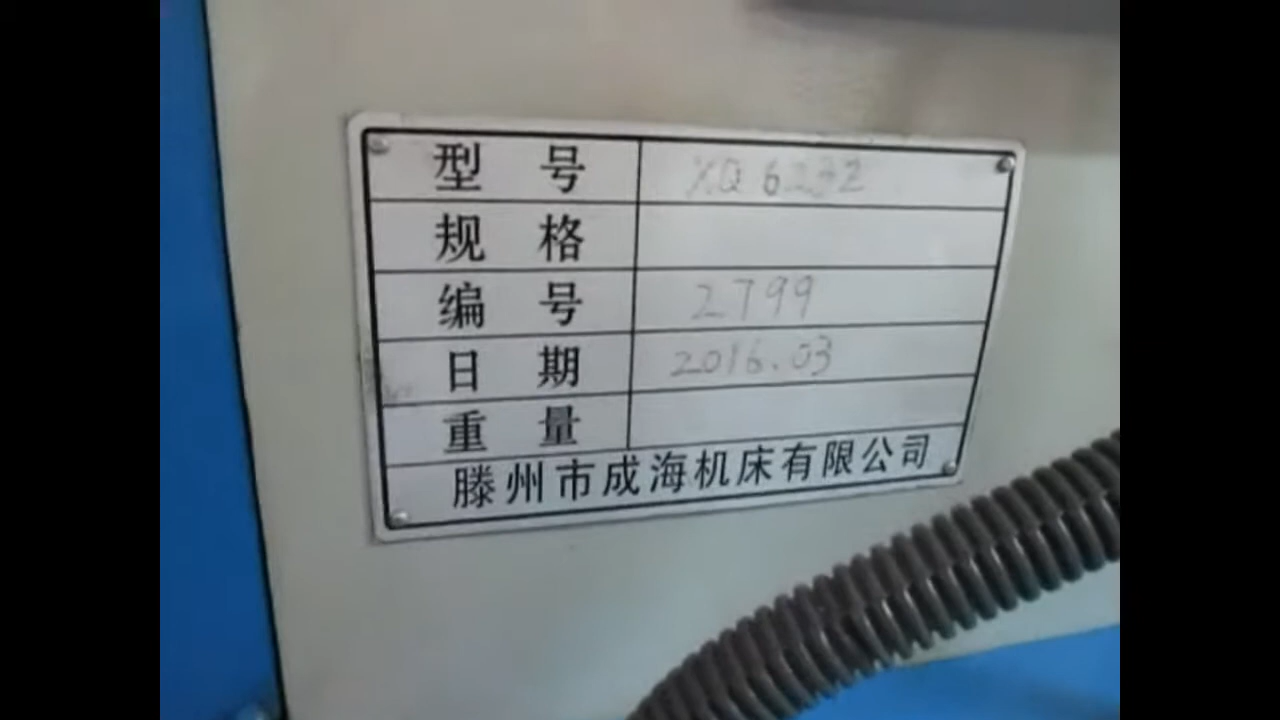 型 号 XQ6232
规 格
编 号 2799
日 期 2016.03
重 量
滕州市成海机床有限公司